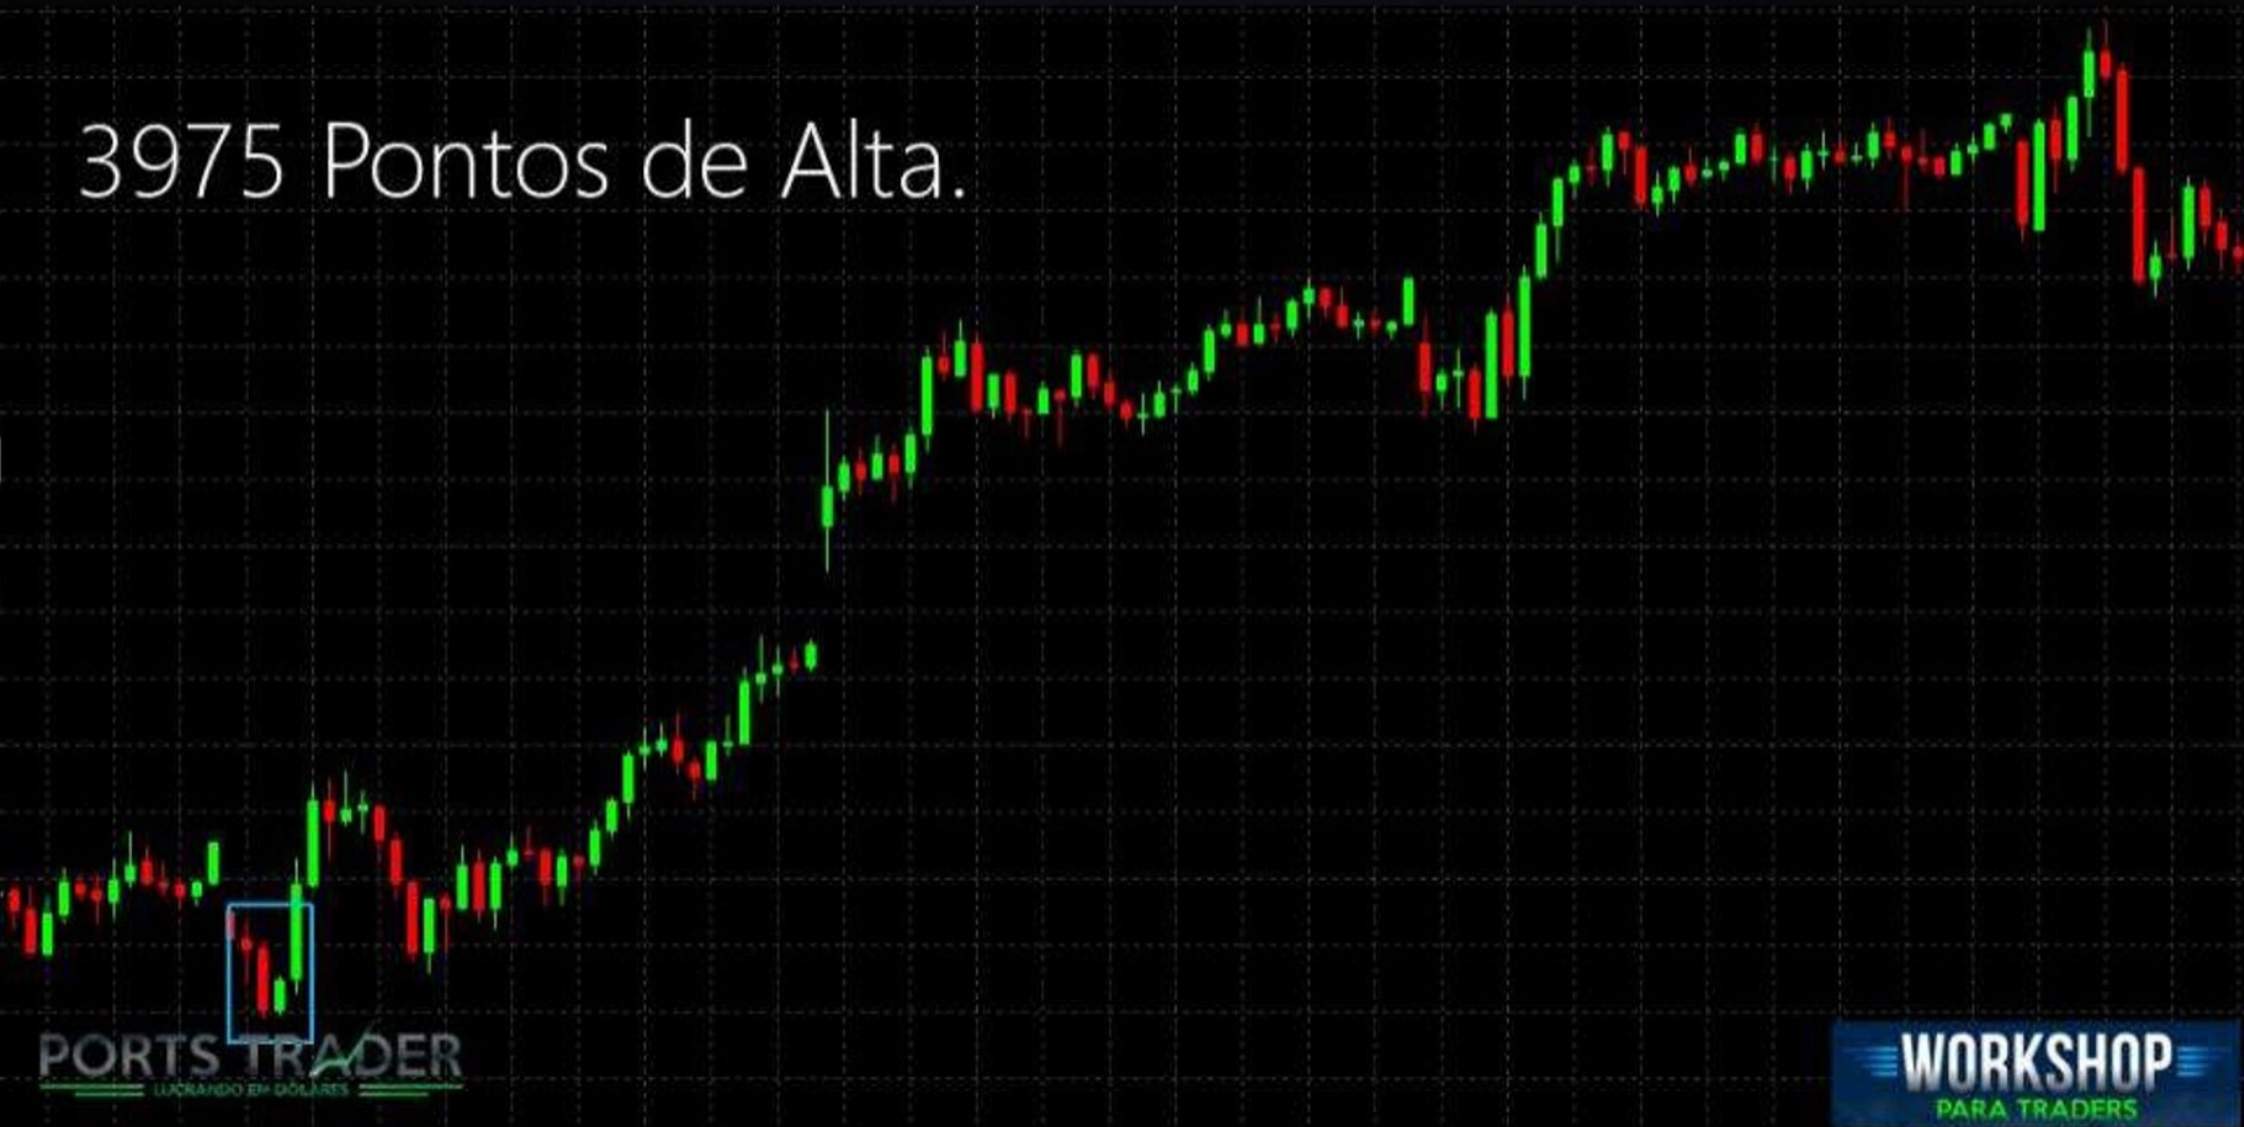 3975 Pontos de Alta.
PORTS TRADER
LUCRANDO EM DÓLARES
WORKSHOP
PARA TRADERS